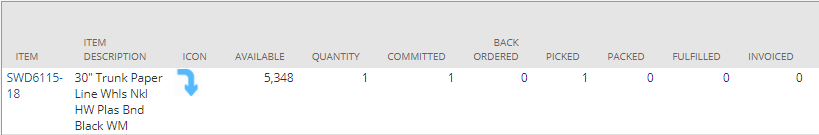 ITEM ITEM DESCRIPTION ICON AVAILABLE QUANTITY COMMITTED BACK ORDERED PICKED PACKED FULFILLED INVOICED
SWD6115- 30" Trunk Paper 5,348 1 1 0 1 0 0 0
18 Line Whls Nkl
HW Plas Bnd
Black WM